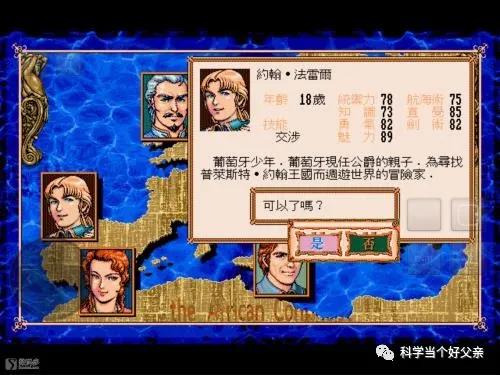 約翰·法雷爾
年齡 18歲 統禦力 78 航海術 75
知識 73 直覺 85
技能 勇氣 82 劍術 82
交涉 魅力 89
葡萄牙少年．葡萄牙現任公爵的親子．為尋找
普萊斯特·約翰王國而週遊世界的冒險家．
可以了嗎？
是 否
the African Con
科学当个好父亲